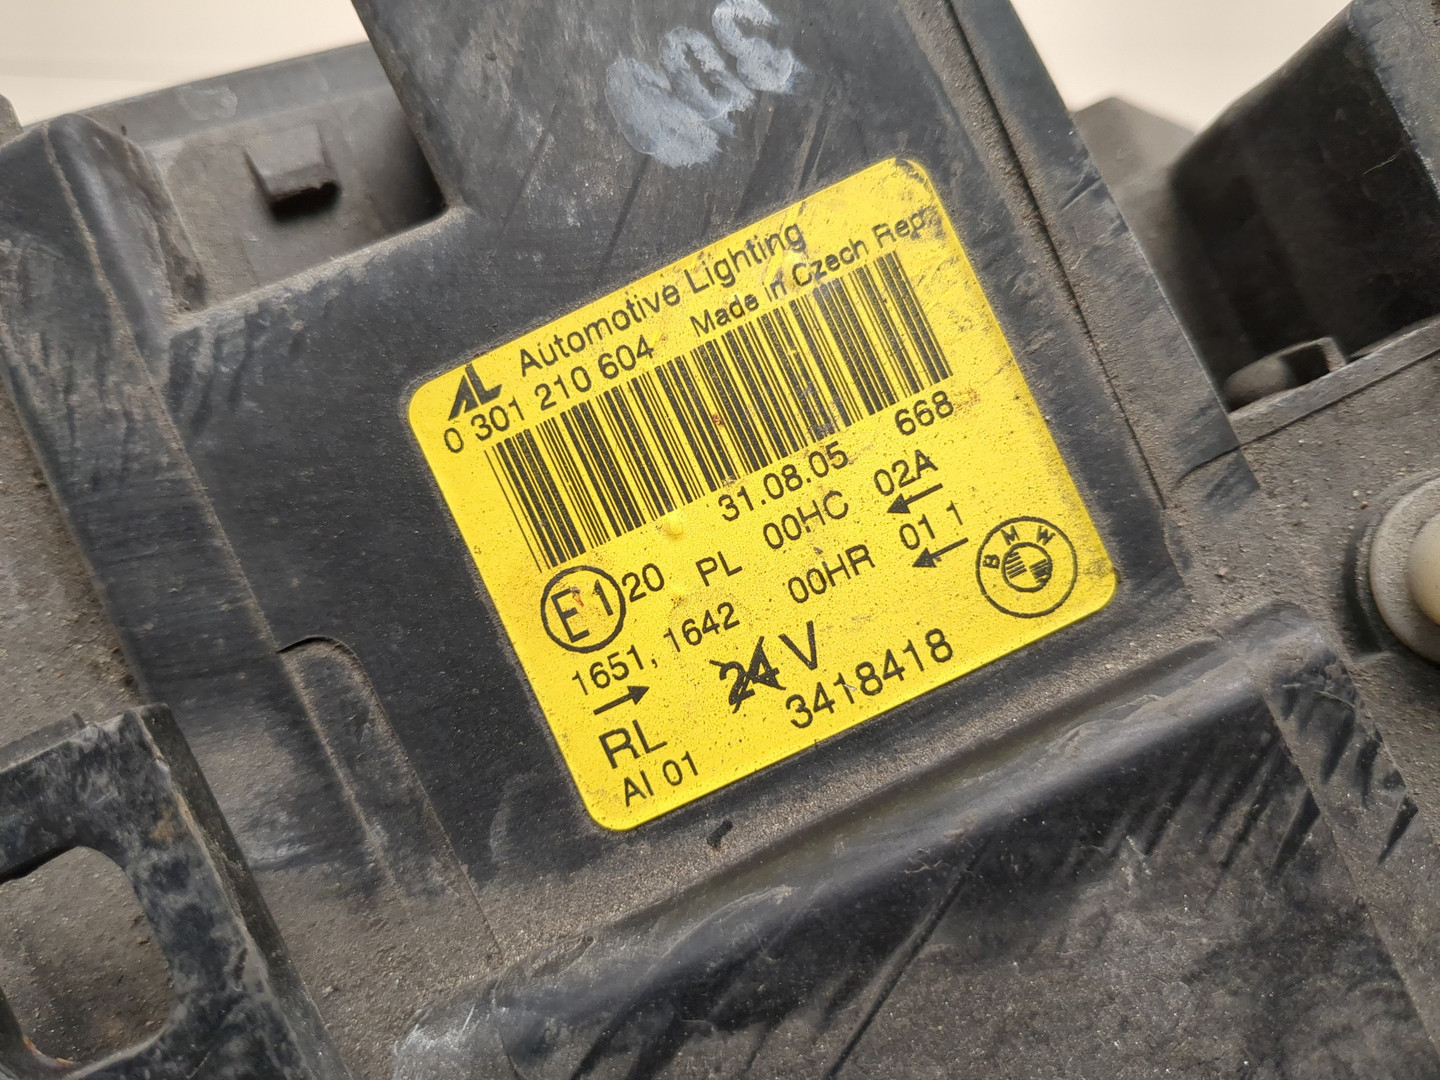 AL Automotive Lighting
0 301 210 604 Made in Czech Rep.
31.08.05 668
E1 20 PL 00HC 02A
1651, 1642 00HR 01 1
24 V
BMW
RL 3418418
AI 01